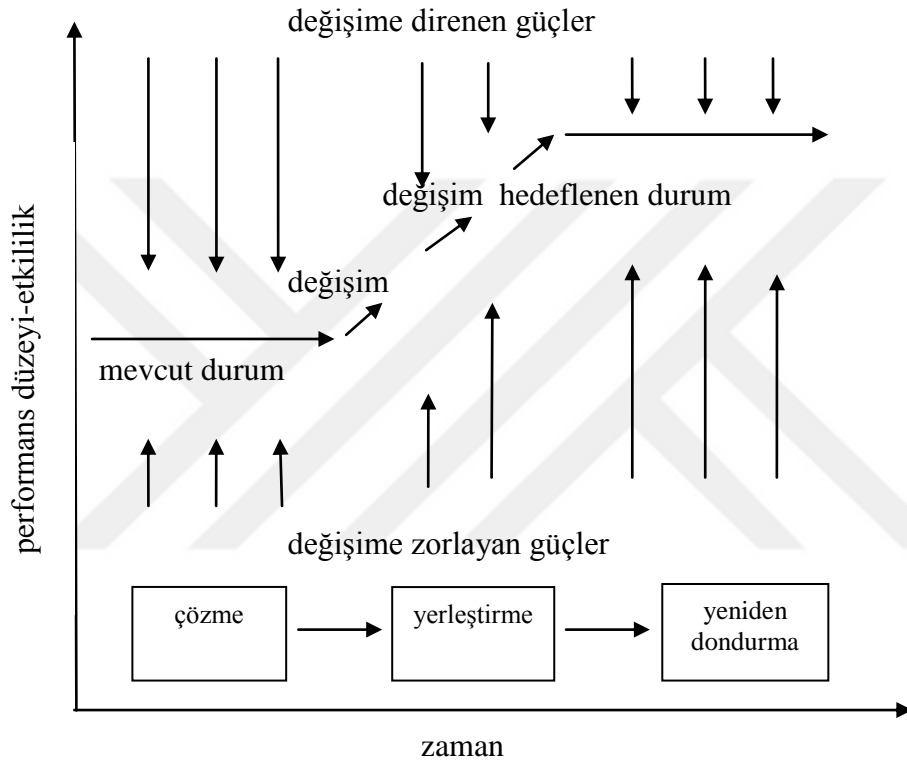 değişime direnen güçler
değişim hedeflenen durum
değişim
mevcut durum
performans düzeyi-etkililik
değişime zorlayan güçler
çözme
yerleştirme
yeniden
dondurma
zaman